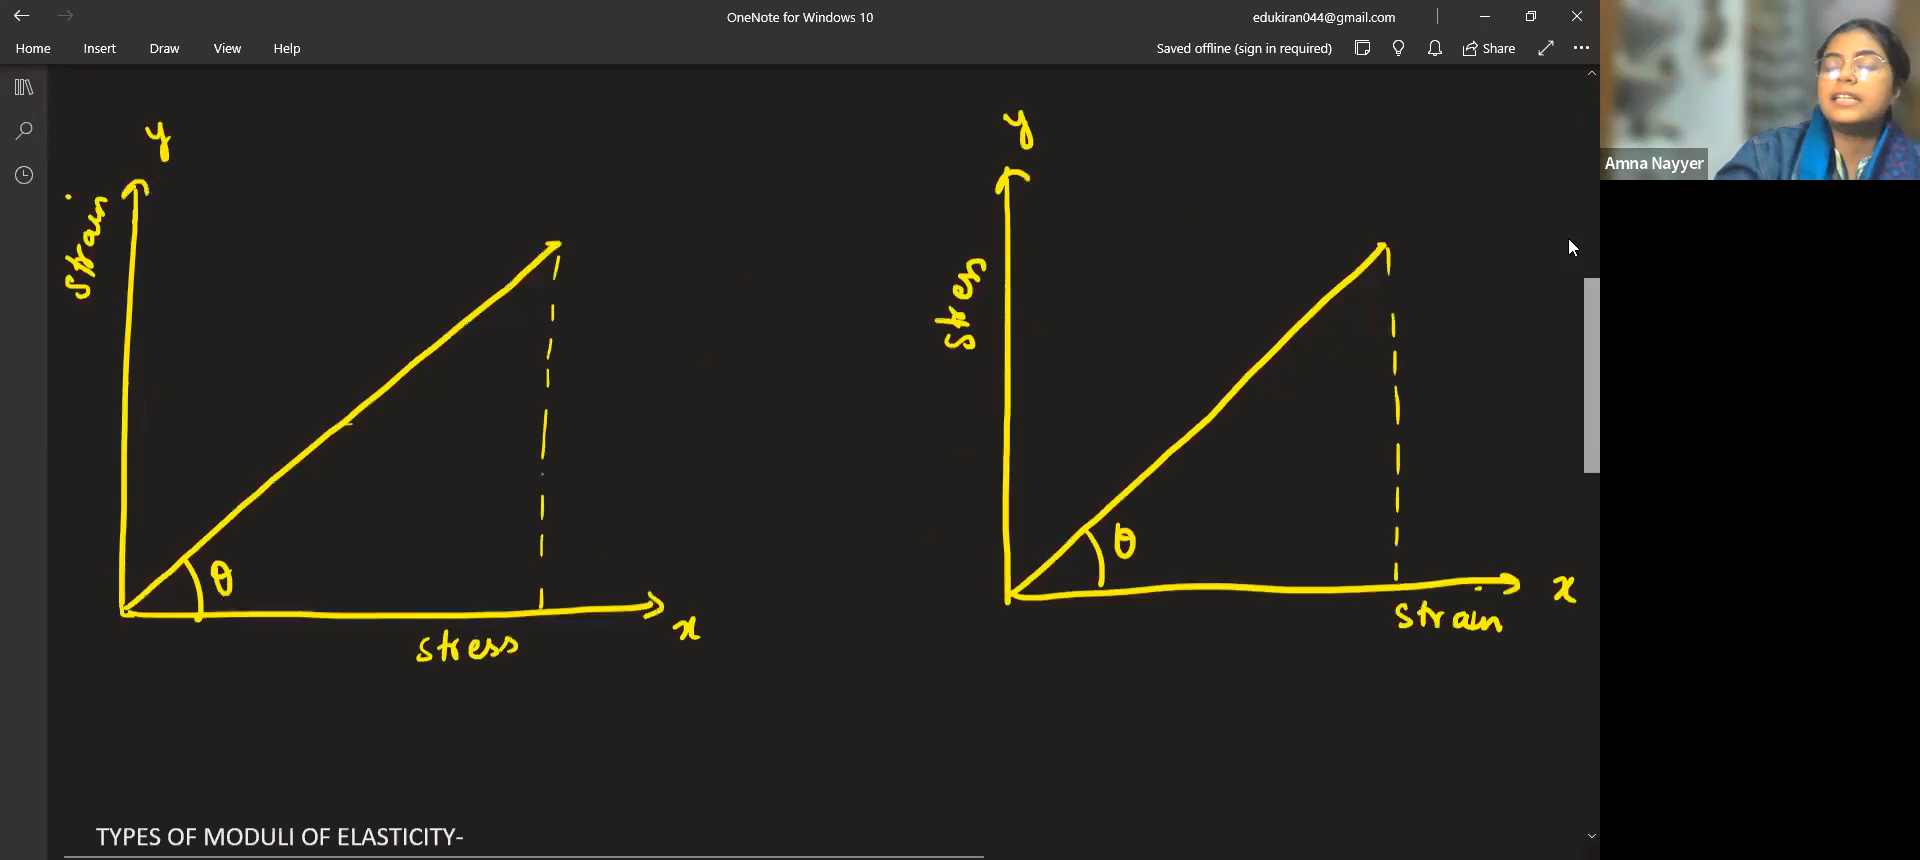 OneNote for Windows 10
edukiran044@gmail.com
Home Insert Draw View Help
Saved offline (sign in required)
Share
Amna Nayyer
y
strain
θ
stress
x
y
stress
θ
x
strain
TYPES OF MODULI OF ELASTICITY-